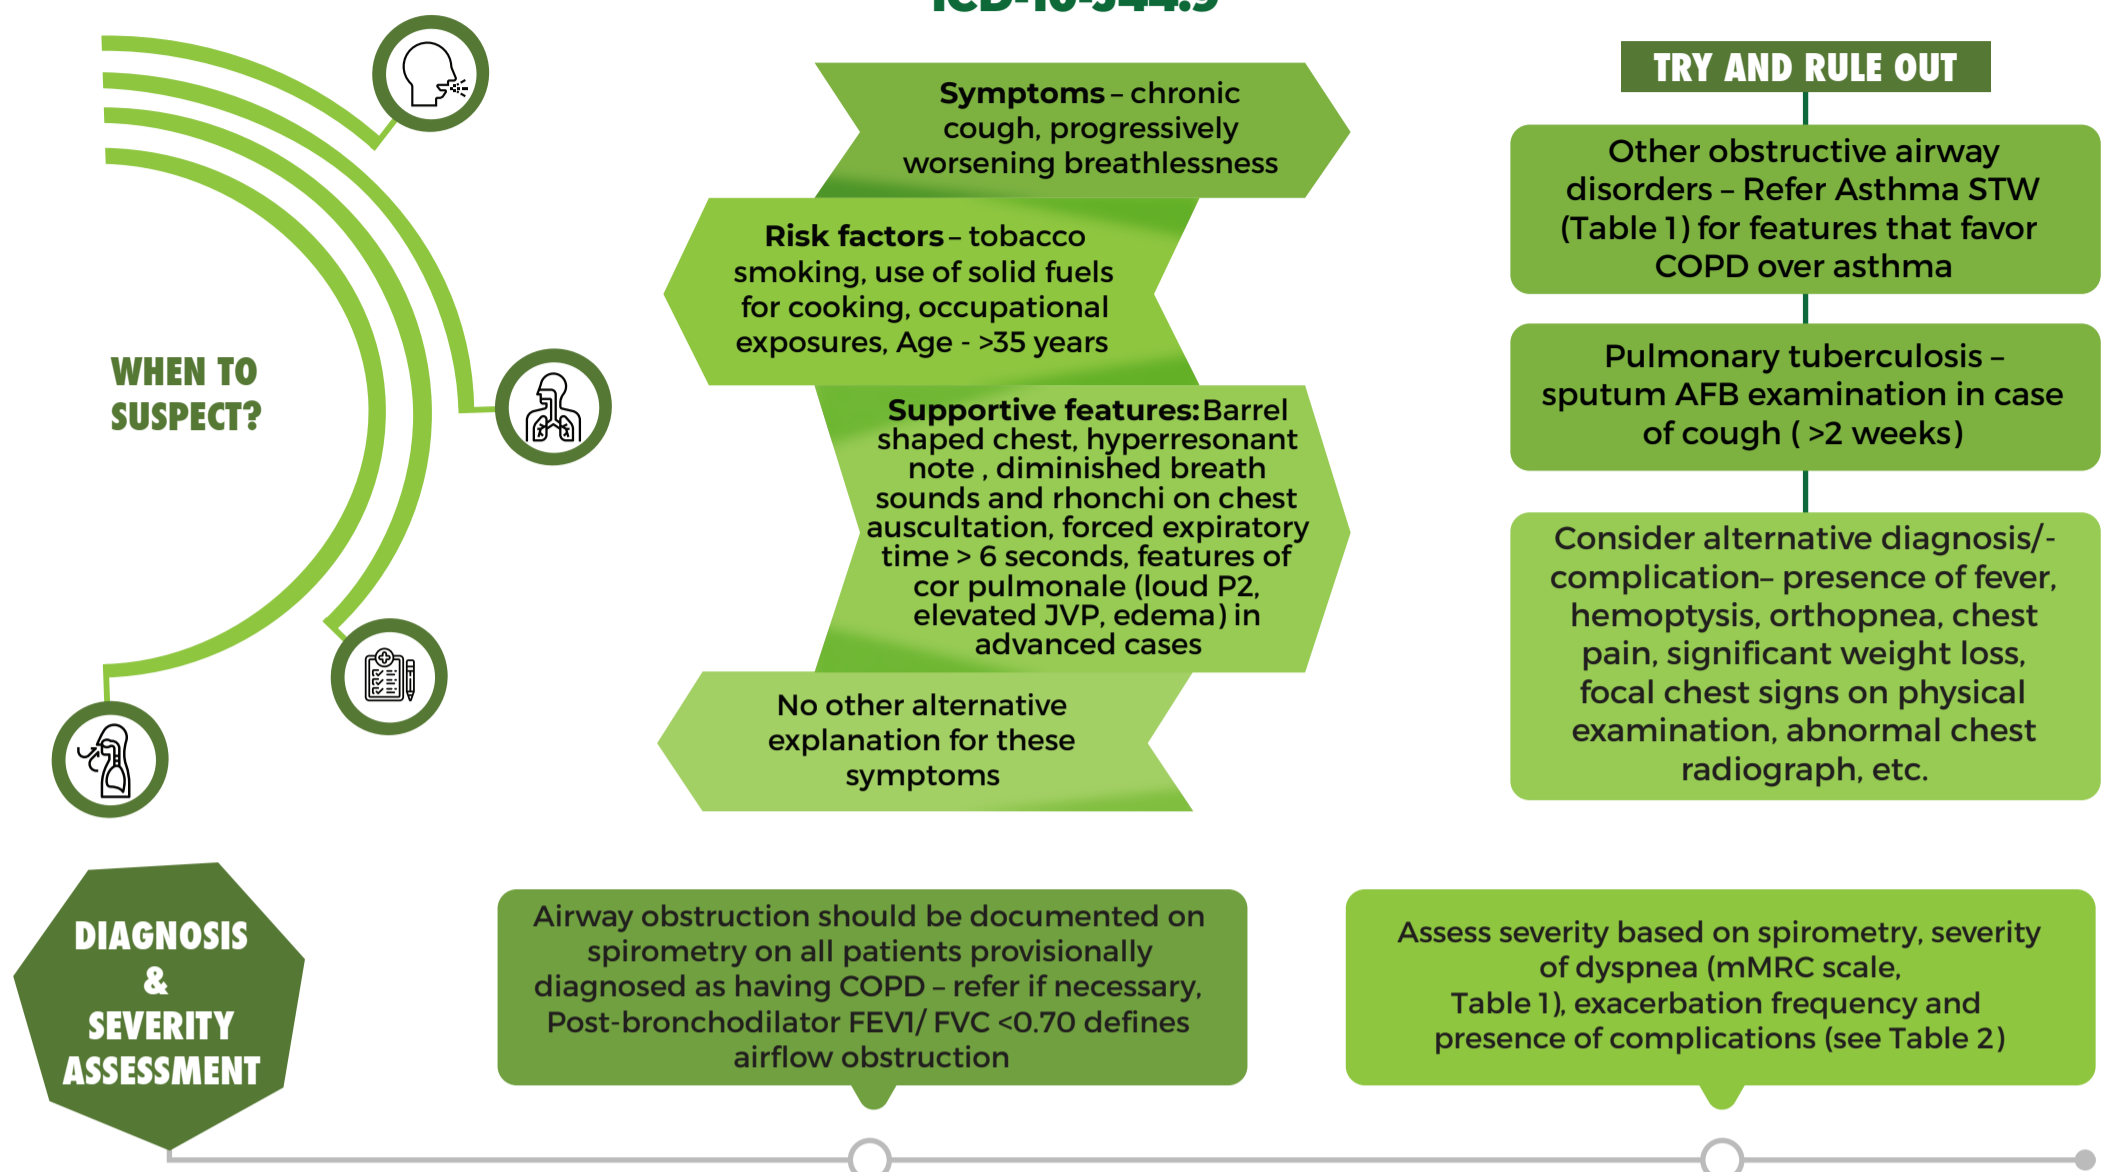 ICD-10-J44.9
WHEN TO
SUSPECT?
Symptoms – chronic
cough, progressively
worsening breathlessness
Risk factors – tobacco
smoking, use of solid fuels
for cooking, occupational
exposures, Age - >35 years
Supportive features: Barrel
shaped chest, hyperresonant
note , diminished breath
sounds and rhonchi on chest
auscultation, forced expiratory
time > 6 seconds, features of
cor pulmonale (loud P2,
elevated JVP, edema) in
advanced cases
No other alternative
explanation for these
symptoms
TRY AND RULE OUT
Other obstructive airway
disorders – Refer Asthma STW
(Table 1) for features that favor
COPD over asthma
Pulmonary tuberculosis –
sputum AFB examination in case
of cough ( >2 weeks)
Consider alternative diagnosis/-
complication– presence of fever,
hemoptysis, orthopnea, chest
pain, significant weight loss,
focal chest signs on physical
examination, abnormal chest
radiograph, etc.
DIAGNOSIS
&
SEVERITY
ASSESSMENT
Airway obstruction should be documented on
spirometry on all patients provisionally
diagnosed as having COPD – refer if necessary,
Post-bronchodilator FEV1/ FVC <0.70 defines
airflow obstruction
Assess severity based on spirometry, severity
of dyspnea (mMRC scale,
Table 1), exacerbation frequency and
presence of complications (see Table 2)